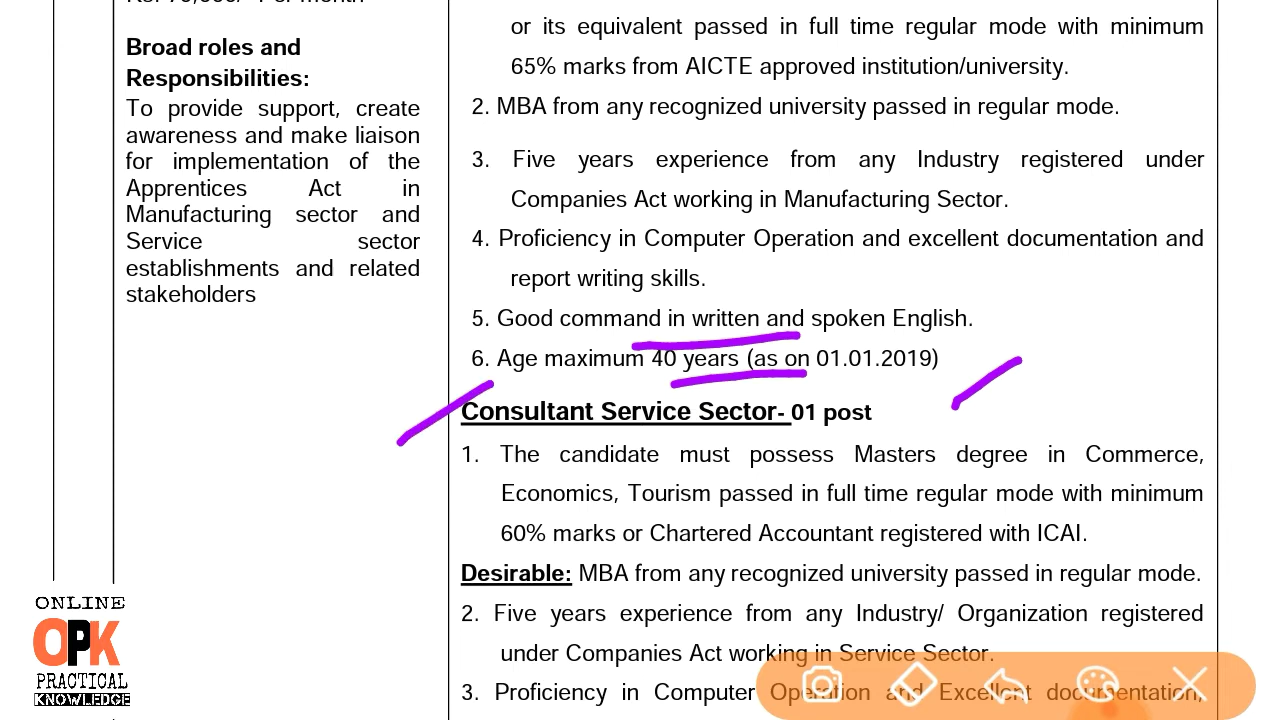 Broad roles and
Responsibilities:
To provide support, create
awareness and make liaison
for implementation of the
Apprentices Act in
Manufacturing sector and
Service sector
establishments and related
stakeholders
or its equivalent passed in full time regular mode with minimum
65% marks from AICTE approved institution/university.
2. MBA from any recognized university passed in regular mode.
3. Five years experience from any Industry registered under
Companies Act working in Manufacturing Sector.
4. Proficiency in Computer Operation and excellent documentation and
report writing skills.
5. Good command in written and spoken English.
6. Age maximum 40 years (as on 01.01.2019)
Consultant Service Sector- 01 post
1. The candidate must possess Masters degree in Commerce,
Economics, Tourism passed in full time regular mode with minimum
60% marks or Chartered Accountant registered with ICAI.
Desirable: MBA from any recognized university passed in regular mode.
2. Five years experience from any Industry/ Organization registered
under Companies Act working in Service Sector.
3. Proficiency in Computer Operation and Excellent documentation,
ONLINE
OPK
PRACTICAL
KNOWLEDGE